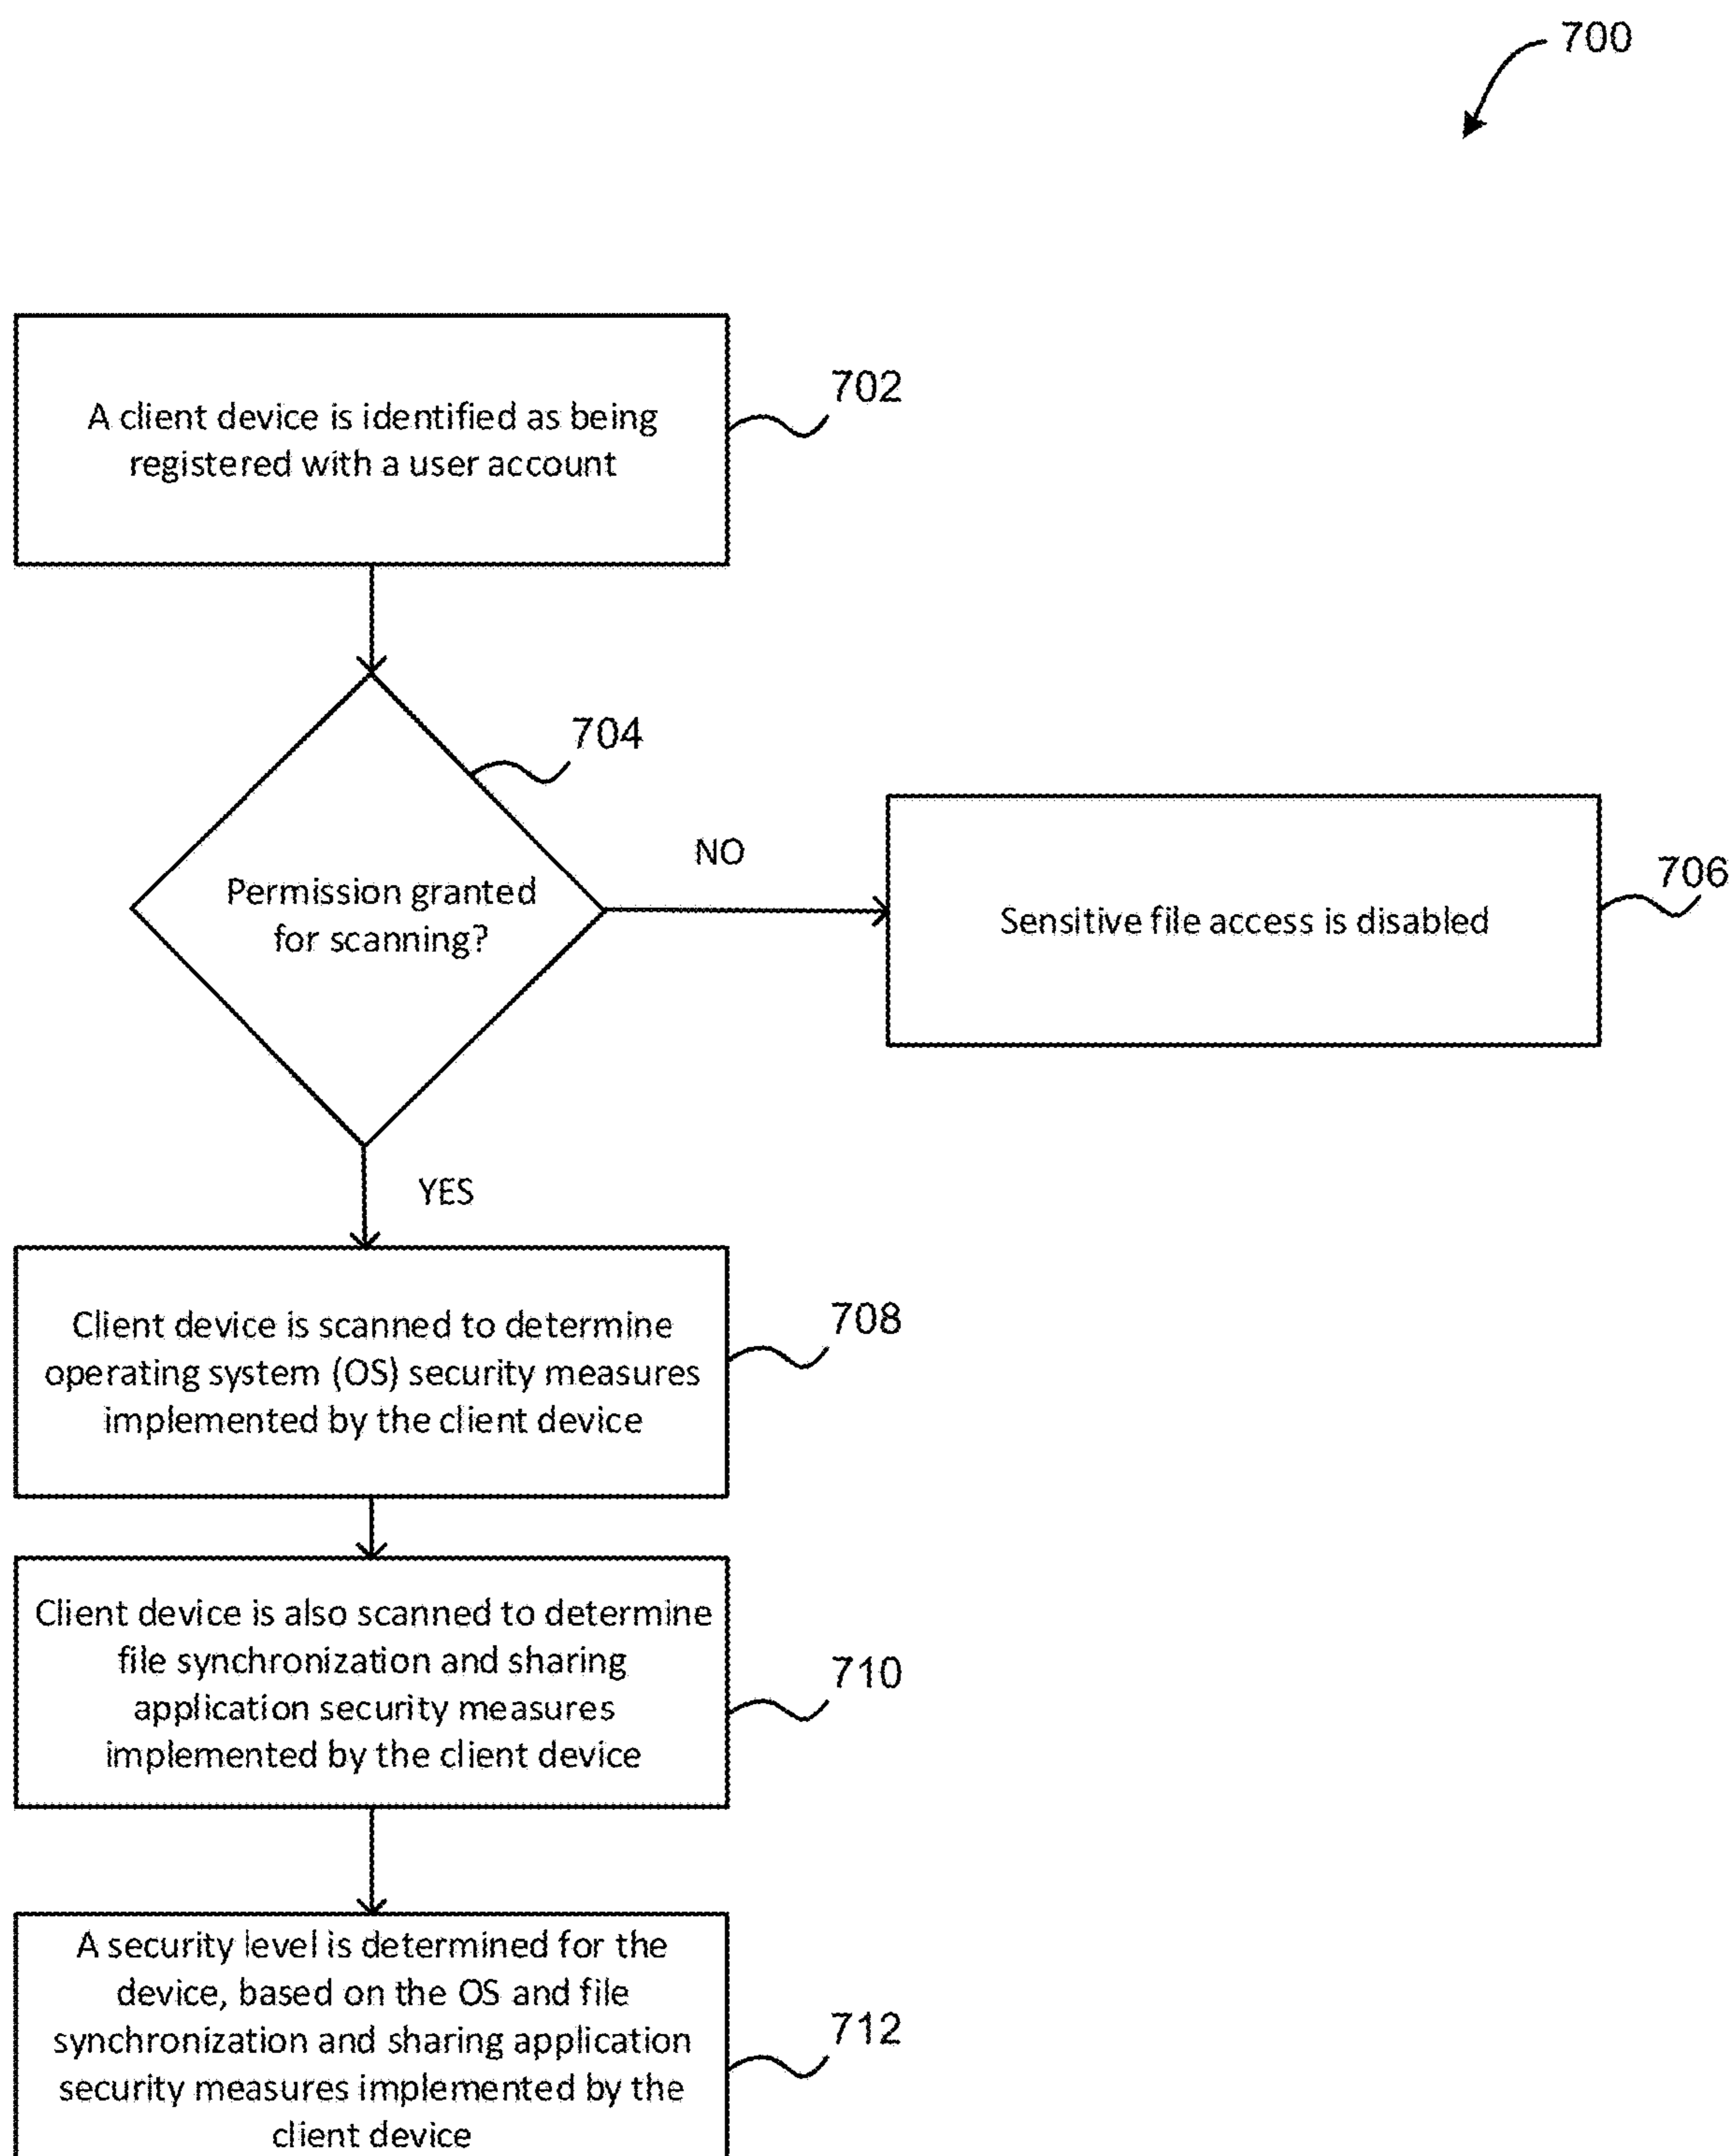 700
A client device is identified as being
registered with a user account
702
704
Permission granted
for scanning?
NO
Sensitive file access is disabled
706
YES
Client device is scanned to determine
operating system (OS) security measures
implemented by the client device
708
Client device is also scanned to determine
file synchronization and sharing
application security measures
implemented by the client device
710
A security level is determined for the
device, based on the OS and file
synchronization and sharing application
security measures implemented by the
client device
712